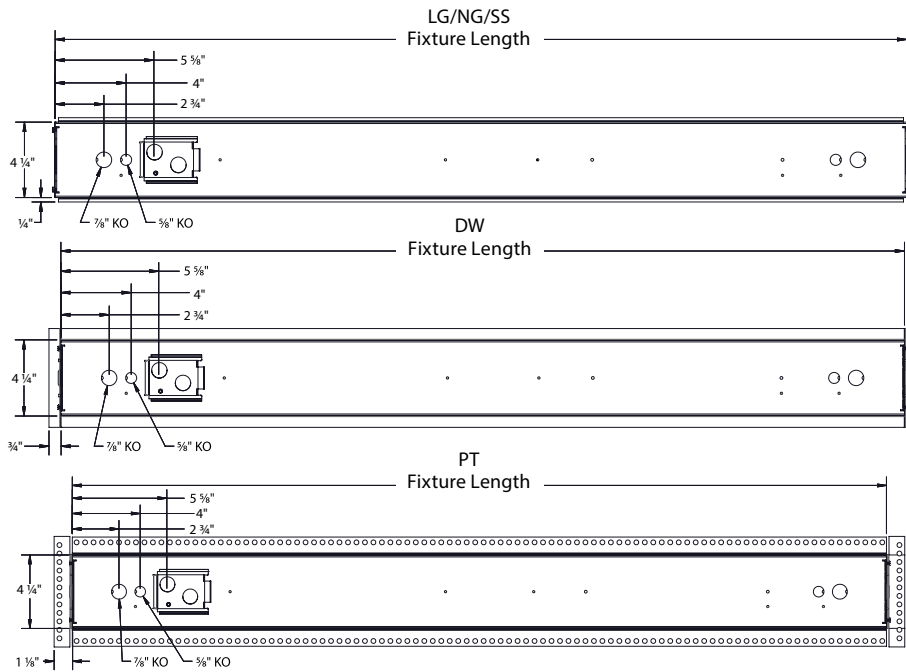 LG/NG/SS
Fixture Length
5 ⅝"
4"
2 ¾"
4 ¼"
¼"
⅞" KO
⅝" KO
DW
Fixture Length
5 ⅝"
4"
2 ¾"
4 ¼"
¾"
⅞" KO
⅝" KO
PT
Fixture Length
5 ⅝"
4"
2 ¾"
4 ¼"
1 ⅛"
⅞" KO
⅝" KO